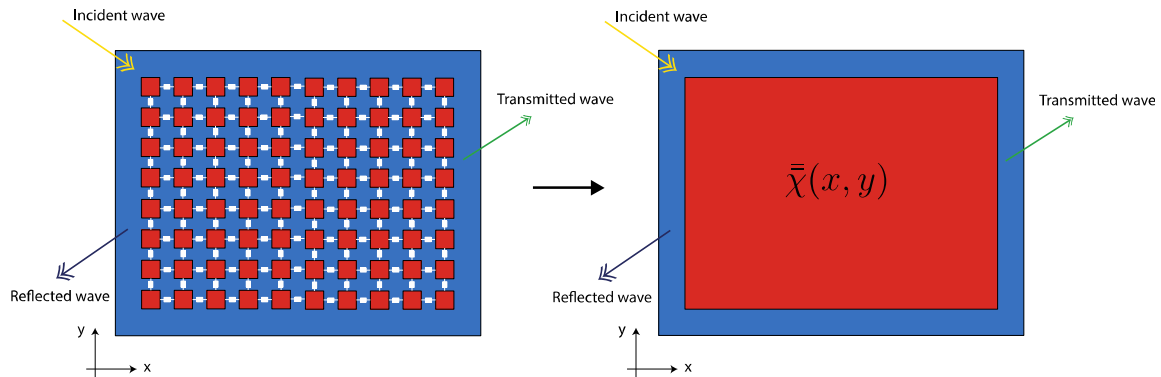 Incident wave
Transmitted wave
Reflected wave
y
x
Incident wave
Transmitted wave
χ̿(x, y)
Reflected wave
y
x